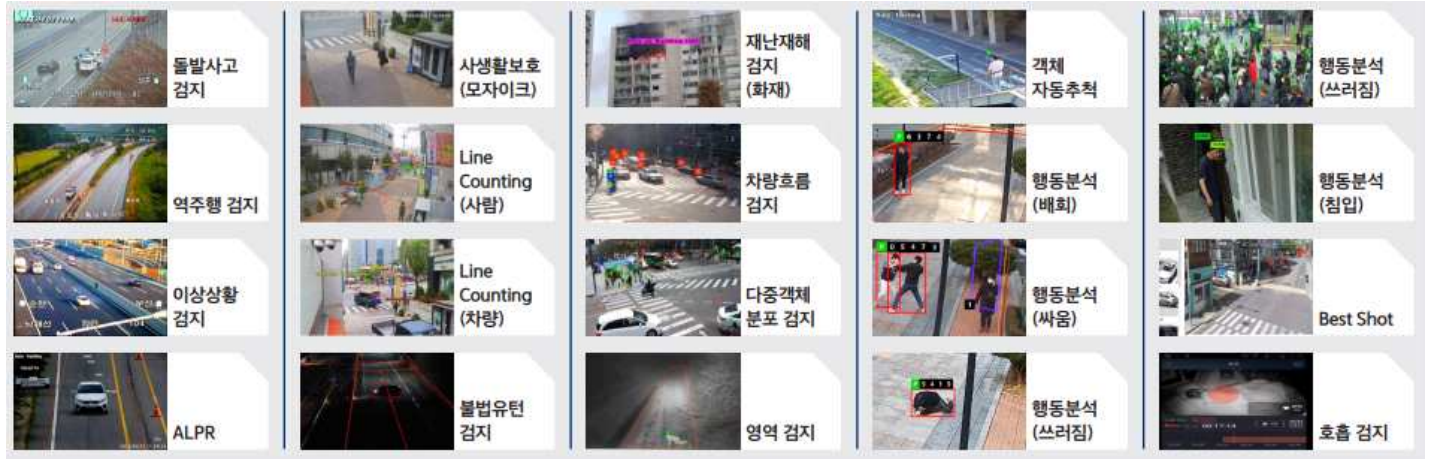 돌발사고
검지
사생활보호
(모자이크)
재난재해
검지
(화재)
객체
자동추척
행동분석
(쓰러짐)
역주행 검지
Line
Counting
(사람)
차량흐름
검지
행동분석
(배회)
행동분석
(침입)
이상상황
검지
Line
Counting
(차량)
다중객체
분포 검지
행동분석
(싸움)
Best Shot
ALPR
불법유턴
검지
영역 검지
행동분석
(쓰러짐)
호흡 검지